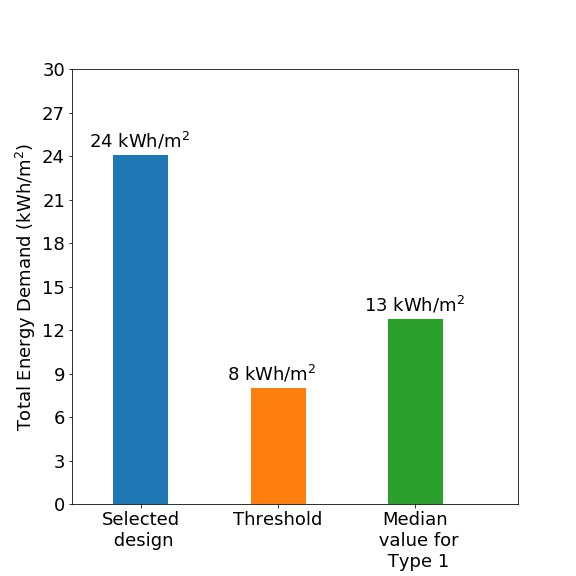 30
27
24
21
18
15
12
9
6
3
0
Total Energy Demand (kWh/m²)
24 kWh/m²
8 kWh/m²
13 kWh/m²
Selected
design
Threshold
Median
value for
Type 1